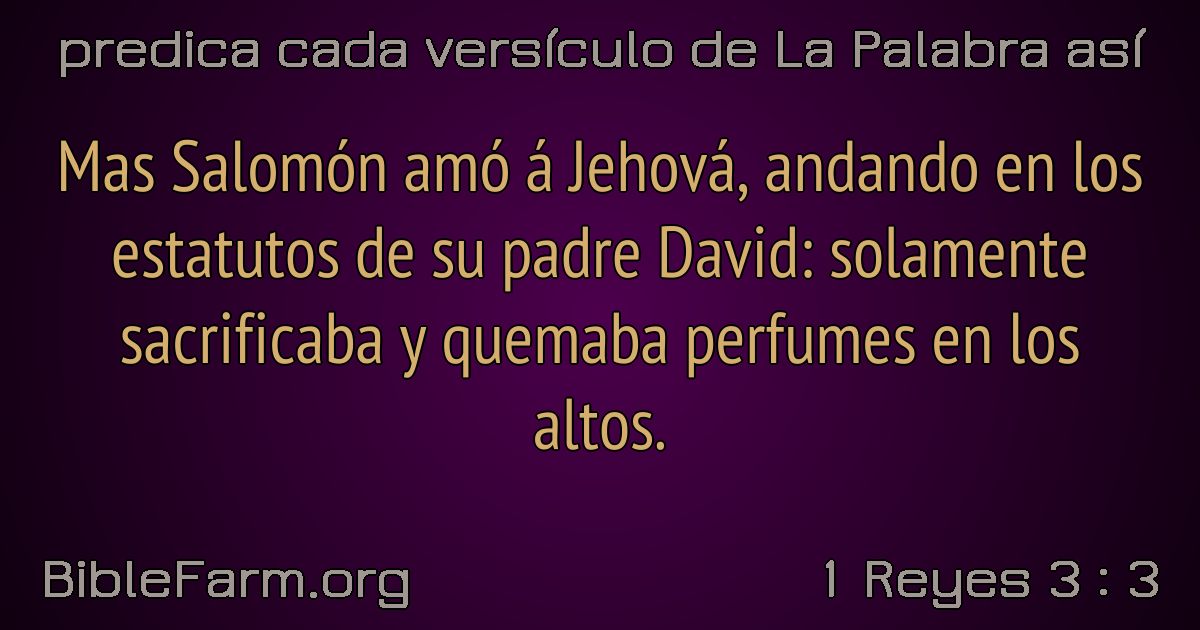 predica cada versículo de La Palabra así
Mas Salomón amó á Jehová, andando en los
estatutos de su padre David: solamente
sacrificaba y quemaba perfumes en los
altos.
BibleFarm.org
1 Reyes 3 : 3